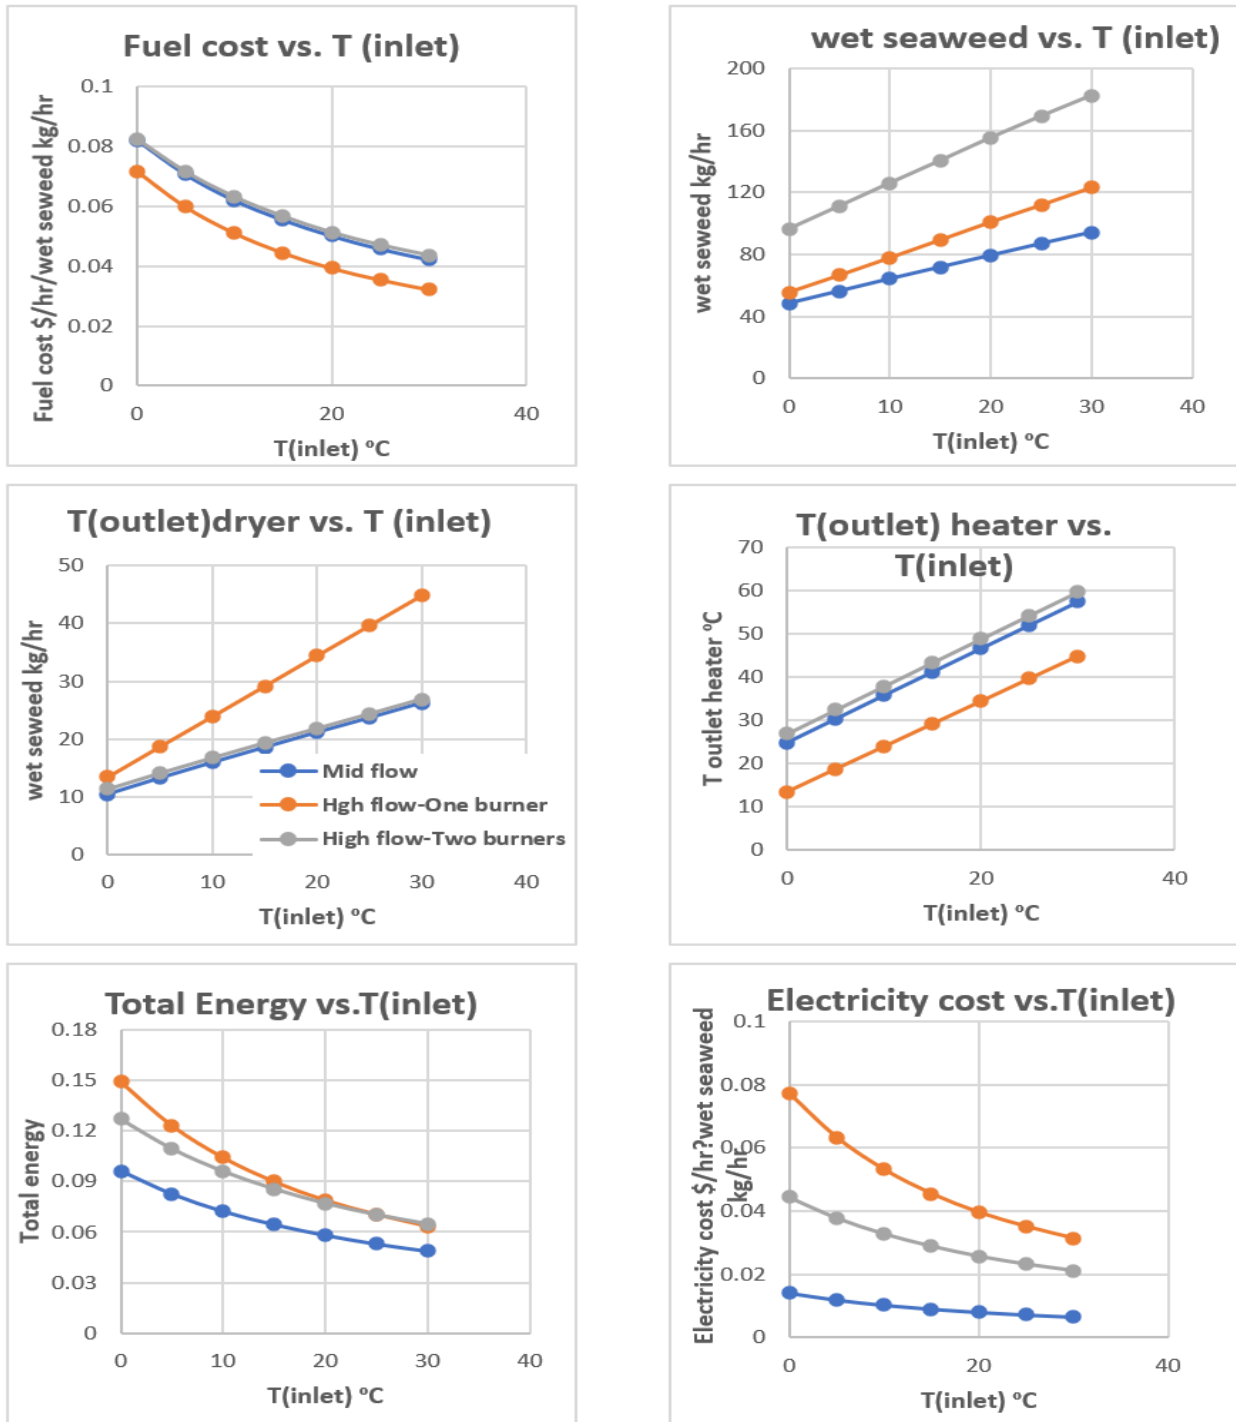 Fuel cost vs. T (inlet)
Fuel cost $/hr/wet seweed kg/hr
0.1
0.08
0.06
0.04
0.02
0
0
20
40
T(inlet) ºC
wet seaweed vs. T (inlet)
wet seweed kg/hr
200
160
120
80
40
0
0
10
20
30
40
T(inlet) ºC
T(outlet)dryer vs. T (inlet)
wet seweed kg/hr
50
40
30
20
10
0
Mid flow
Hgh flow-One burner
High flow-Two burners
0
10
20
30
40
T(inlet) ºC
T(outlet) heater vs.
T(inlet)
T outlet heater ºC
70
60
50
40
30
20
10
0
0
20
40
T(inlet) ºC
Total Energy vs.T(inlet)
Total energy
0.18
0.15
0.12
0.09
0.06
0.03
0
0
10
20
30
40
T(inlet) ºC
Electricity cost vs.T(inlet)
Electricity cost $/hr?wet seaweed
kg/hr
0.1
0.08
0.06
0.04
0.02
0
0
20
40
T(inlet) ºC